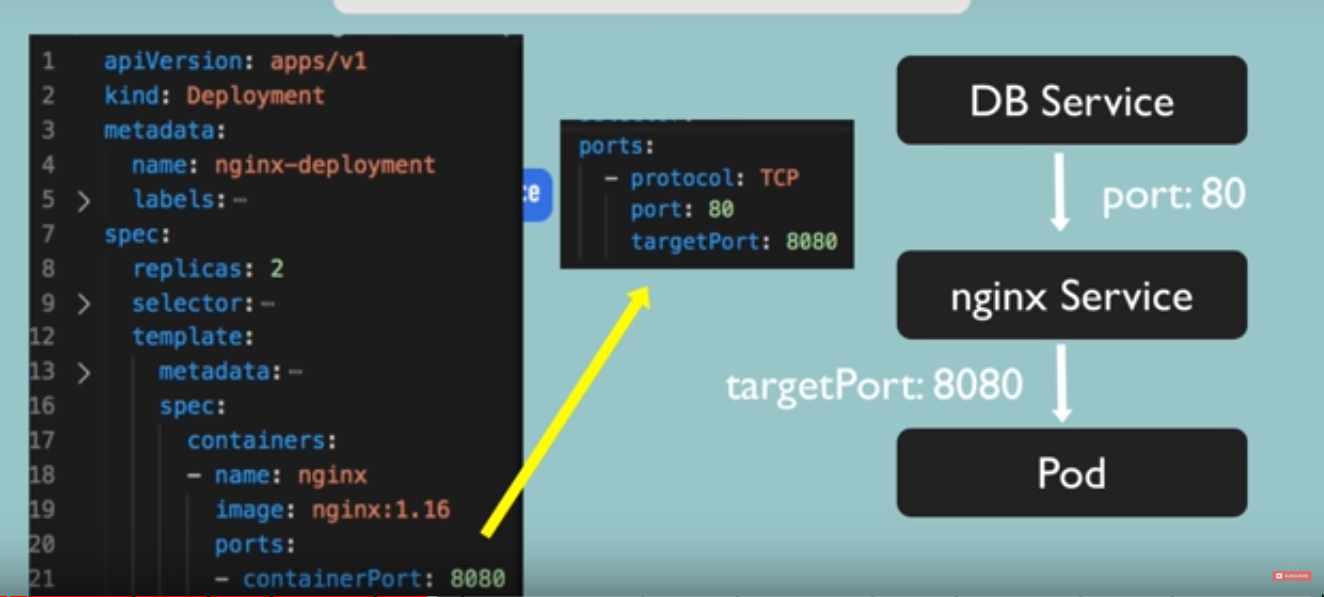 1 apiVersion: apps/v1
2 kind: Deployment
3 metadata:
4 name: nginx-deployment
5 > labels:⋯
7 spec:
8 replicas: 2
9 > selector:⋯
12 template:
13 > metadata:⋯
16 spec:
17 containers:
18 - name: nginx
19 image: nginx:1.16
20 ports:
21 - containerPort: 8080
ce
ports:
- protocol: TCP
port: 80
targetPort: 8080
DB Service
port: 80
nginx Service
targetPort: 8080
Pod
SUBSCRIBE